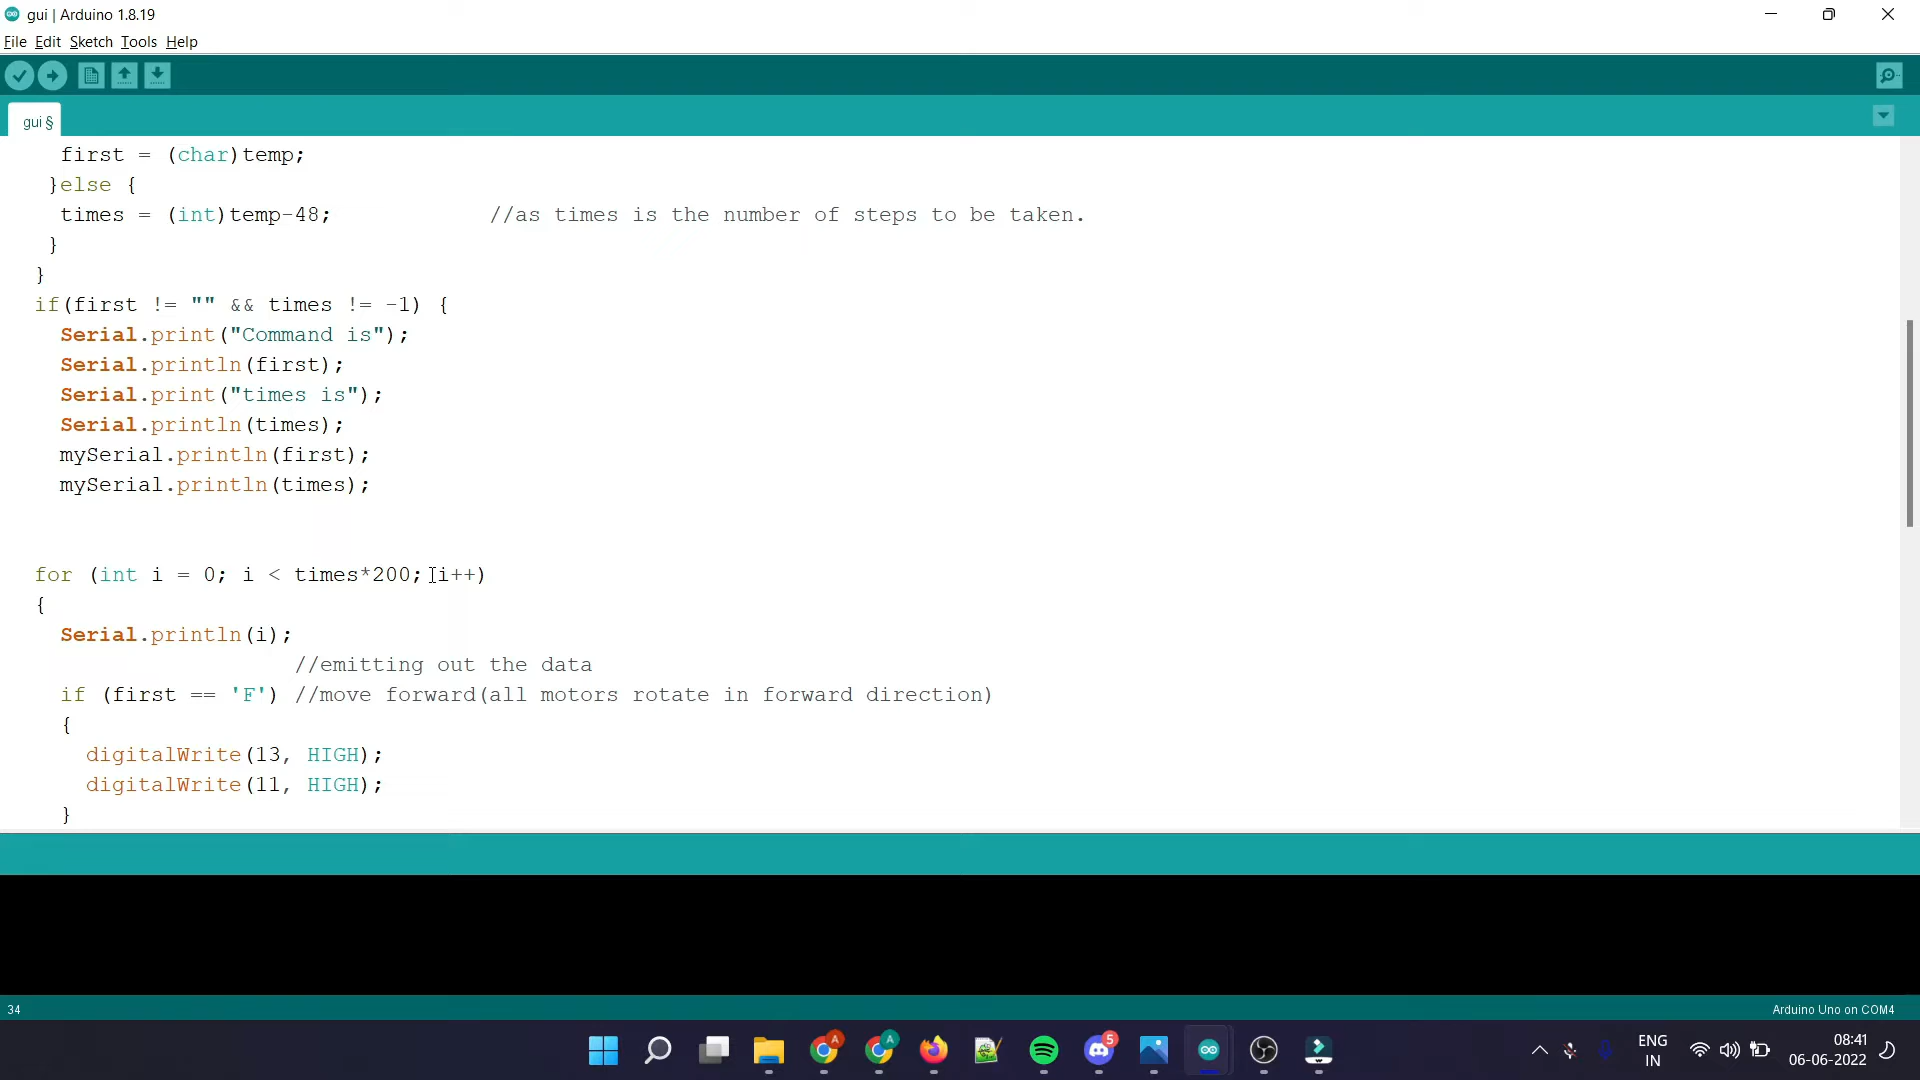 gui | Arduino 1.8.19
File Edit Sketch Tools Help
gui §
first = (char)temp;
}else {
times = (int)temp-48; //as times is the number of steps to be taken.
}
}
if(first != "" && times != -1) {
Serial.print("Command is");
Serial.println(first);
Serial.print("times is");
Serial.println(times);
mySerial.println(first);
mySerial.println(times);
for (int i = 0; i < times*200; i++)
{
Serial.println(i);
//emitting out the data
if (first == 'F') //move forward(all motors rotate in forward direction)
{
digitalWrite(13, HIGH);
digitalWrite(11, HIGH);
}
34
Arduino Uno on COM4
A
A
5
ENG
IN
08:41
06-06-2022